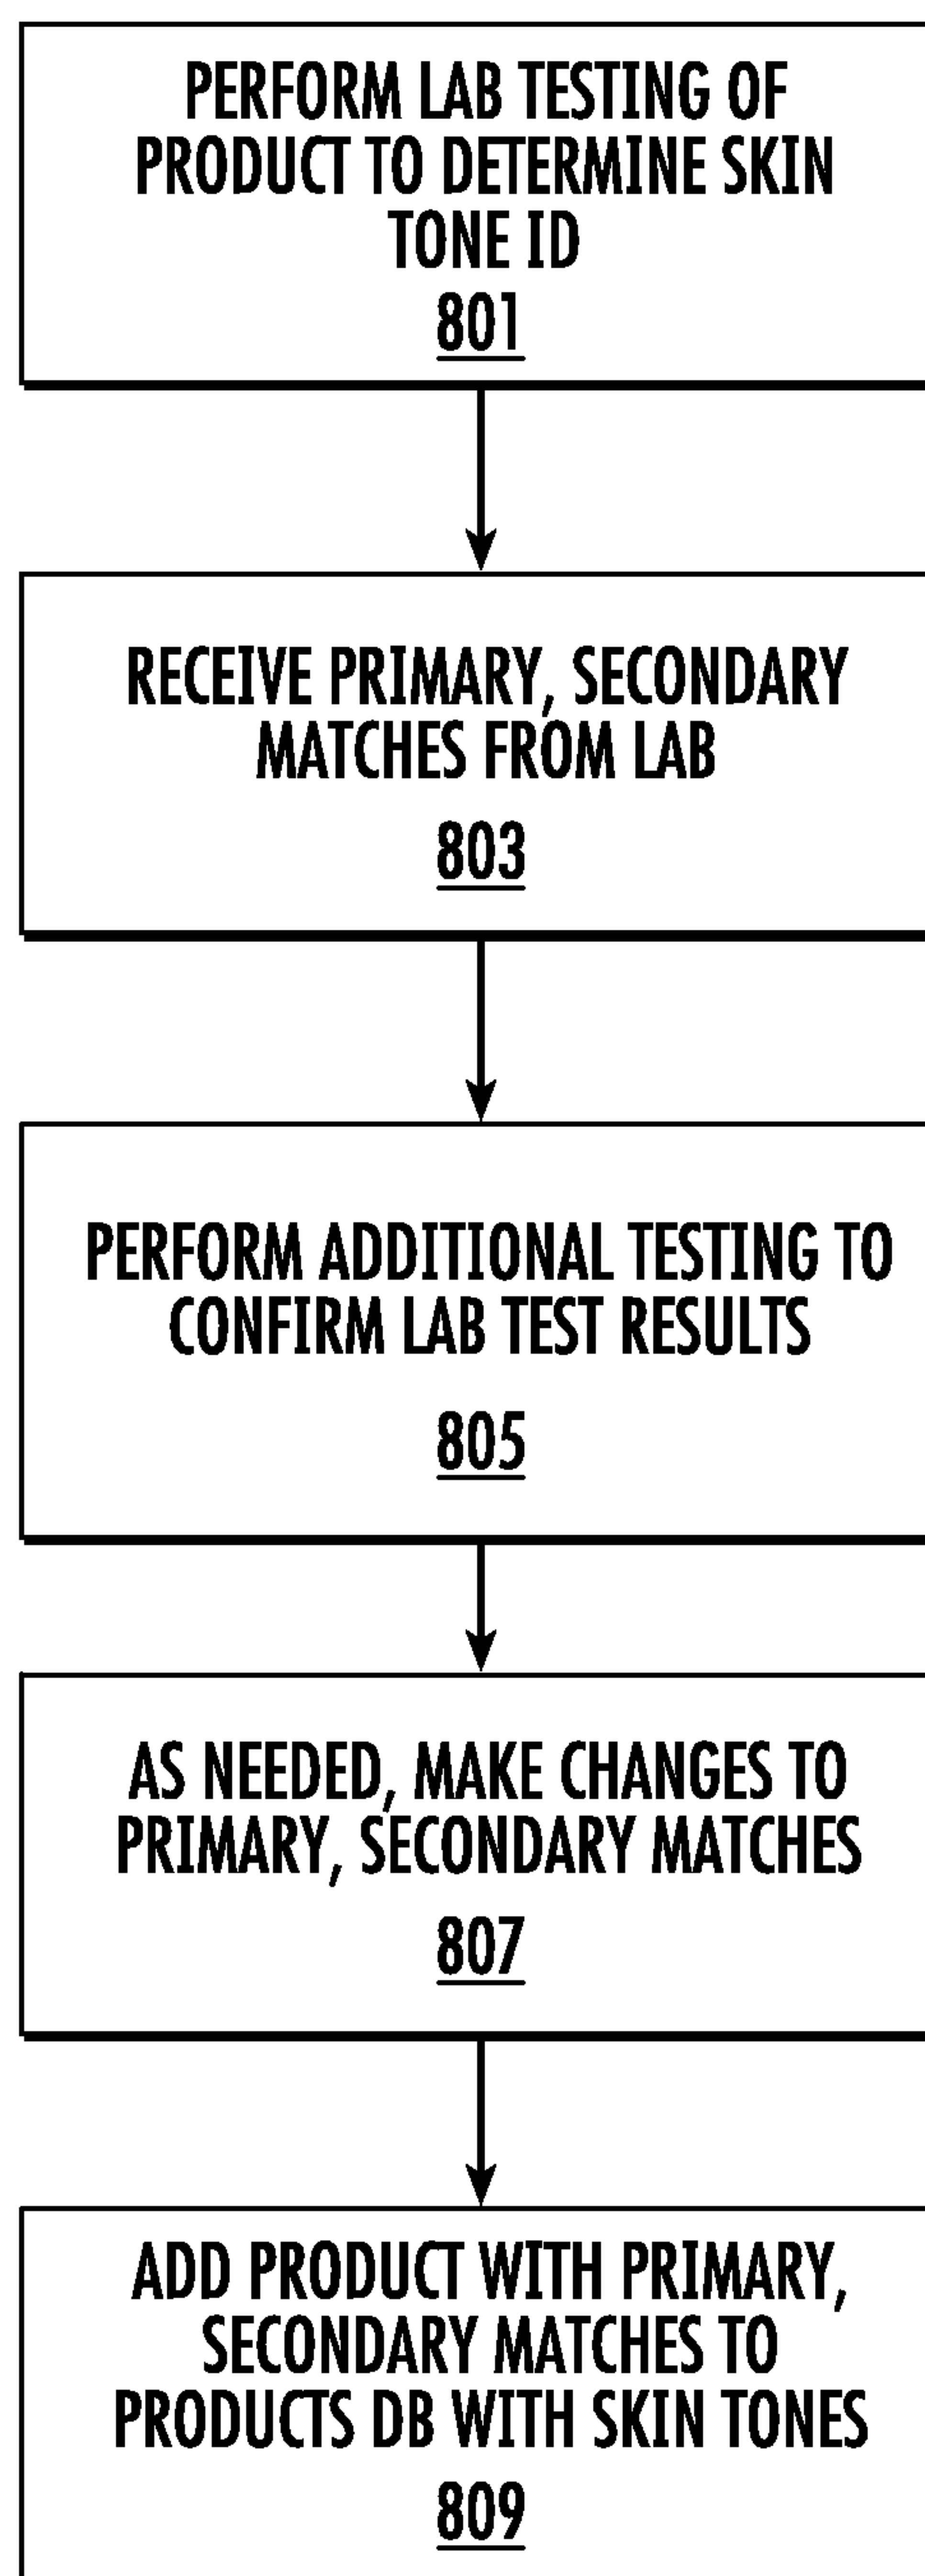 PERFORM LAB TESTING OF
PRODUCT TO DETERMINE SKIN
TONE ID
801
RECEIVE PRIMARY, SECONDARY
MATCHES FROM LAB
803
PERFORM ADDITIONAL TESTING TO
CONFIRM LAB TEST RESULTS
805
AS NEEDED, MAKE CHANGES TO
PRIMARY, SECONDARY MATCHES
807
ADD PRODUCT WITH PRIMARY,
SECONDARY MATCHES TO
PRODUCTS DB WITH SKIN TONES
809